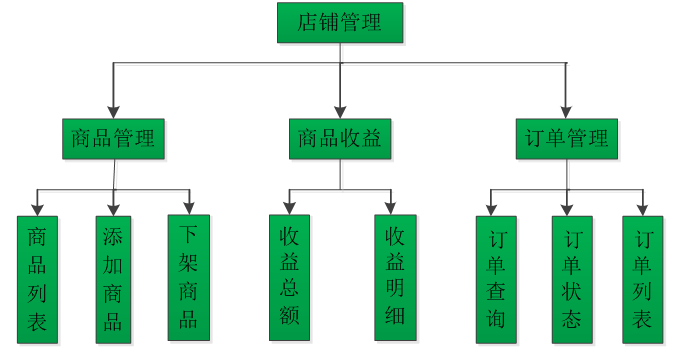 店铺管理
商品管理
商品收益
订单管理
商品列表
添加商品
下架商品
收益总额
收益明细
订单查询
订单状态
订单列表